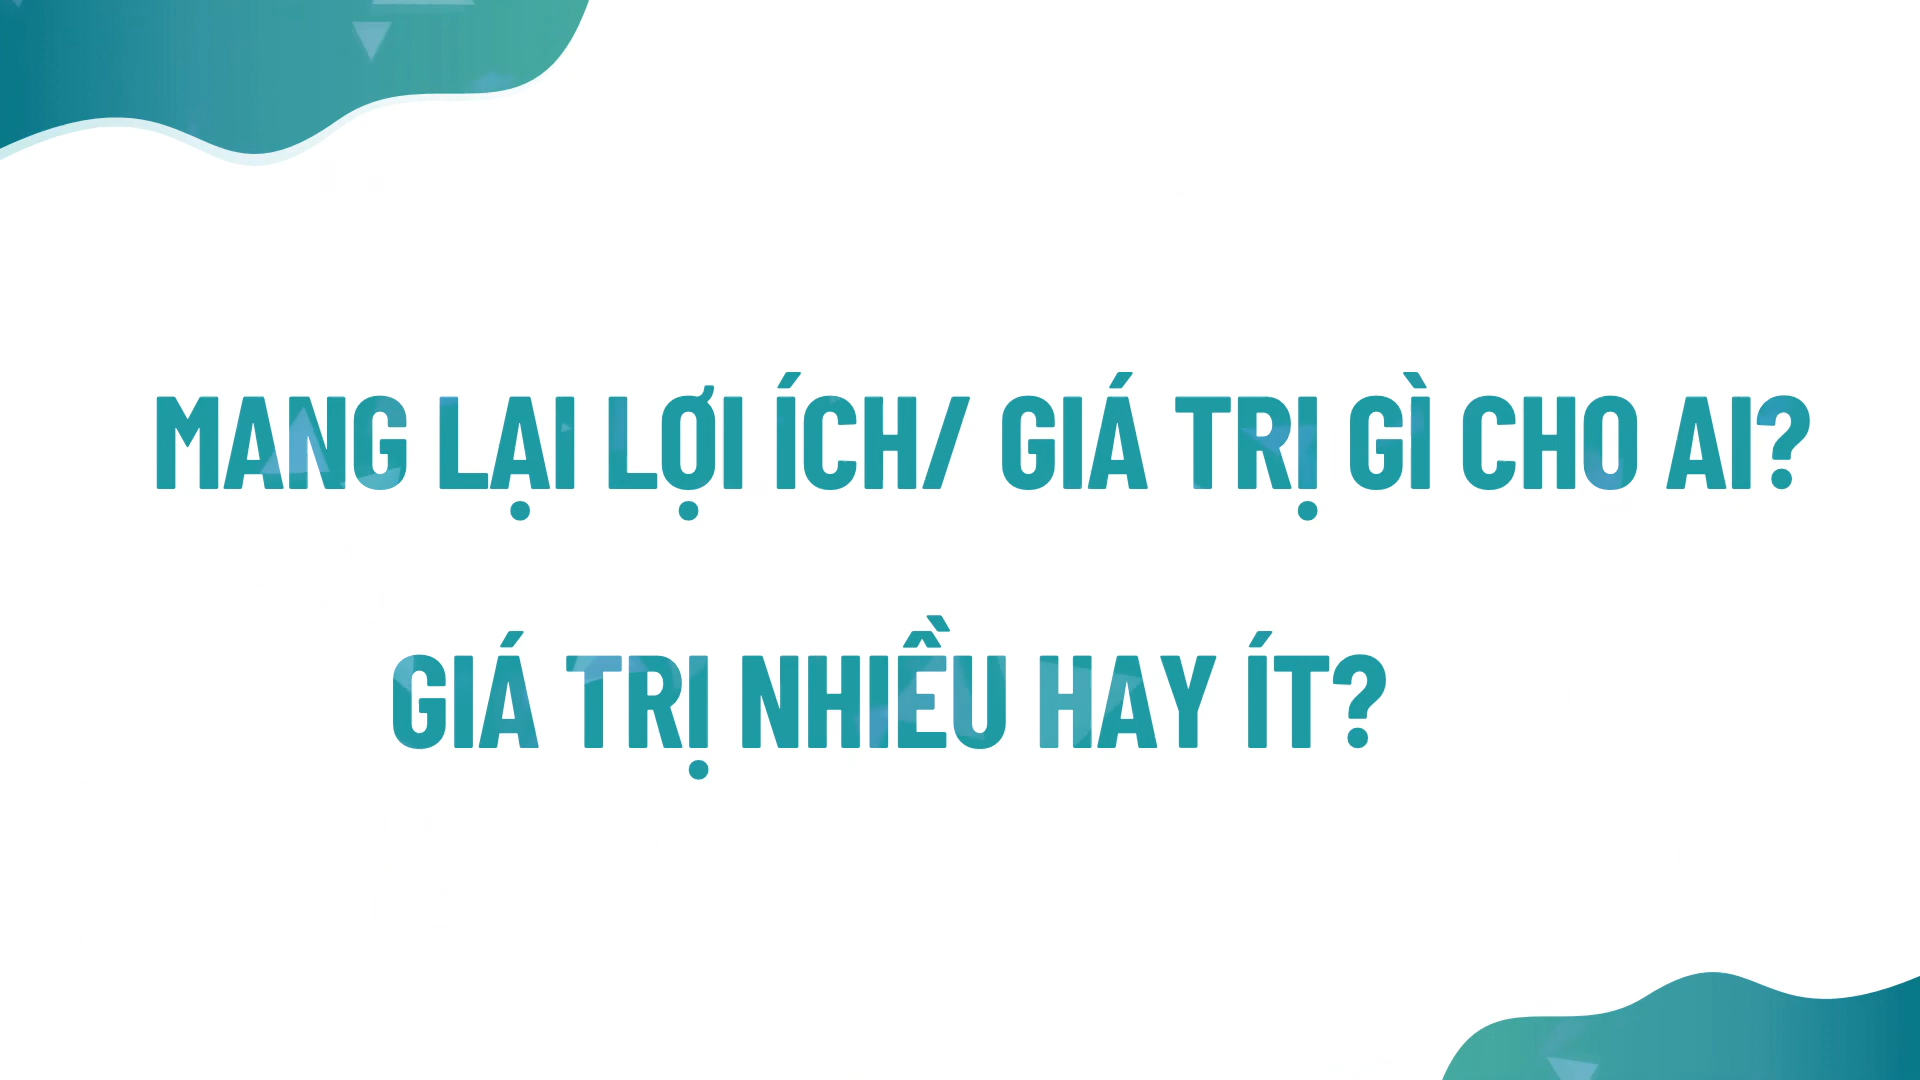 MANG LẠI LỢI ÍCH/ GIÁ TRỊ GÌ CHO AI?
GIÁ TRỊ NHIỀU HAY ÍT?